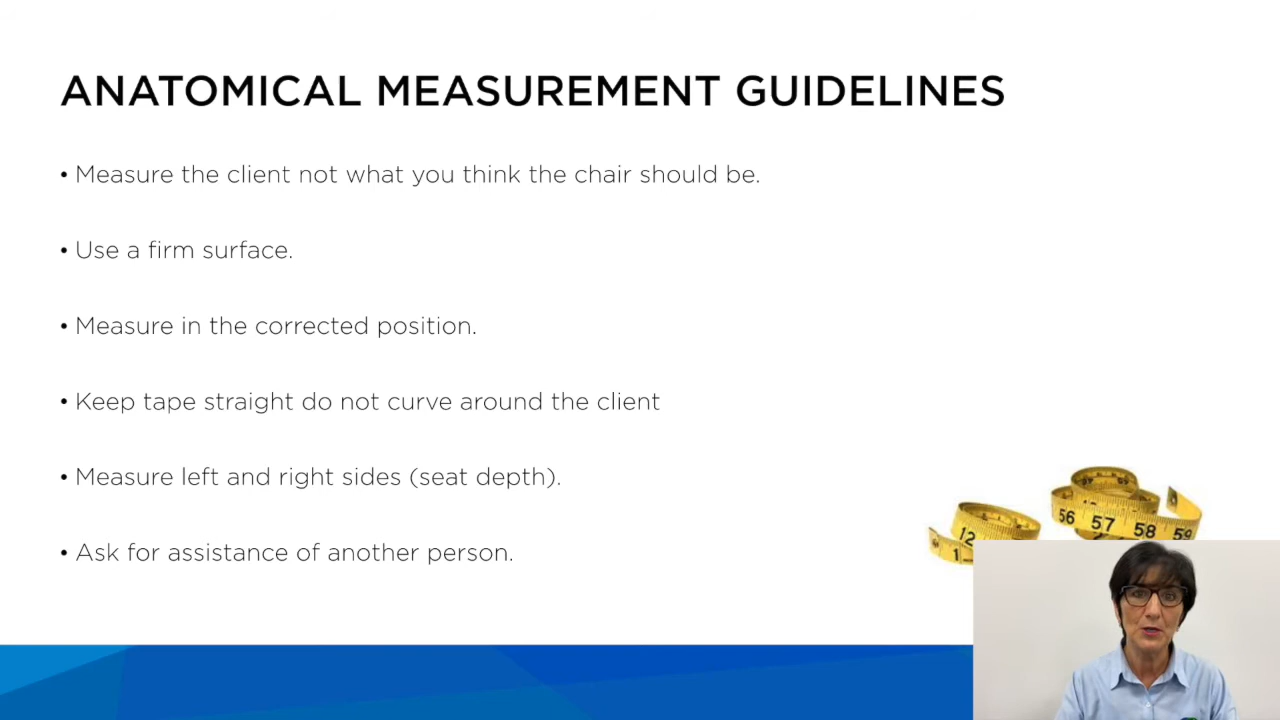 ANATOMICAL MEASUREMENT GUIDELINES
• Measure the client not what you think the chair should be.
• Use a firm surface.
• Measure in the corrected position.
• Keep tape straight do not curve around the client
• Measure left and right sides (seat depth).
• Ask for assistance of another person.
56 57 58 59
12
1